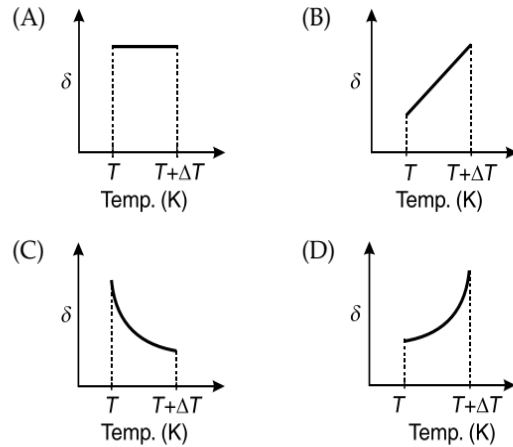 (A)
δ
T
T+ΔT
Temp. (K)
(B)
δ
T
T+ΔT
Temp. (K)
(C)
δ
T
T+ΔT
Temp. (K)
(D)
δ
T
T+ΔT
Temp. (K)